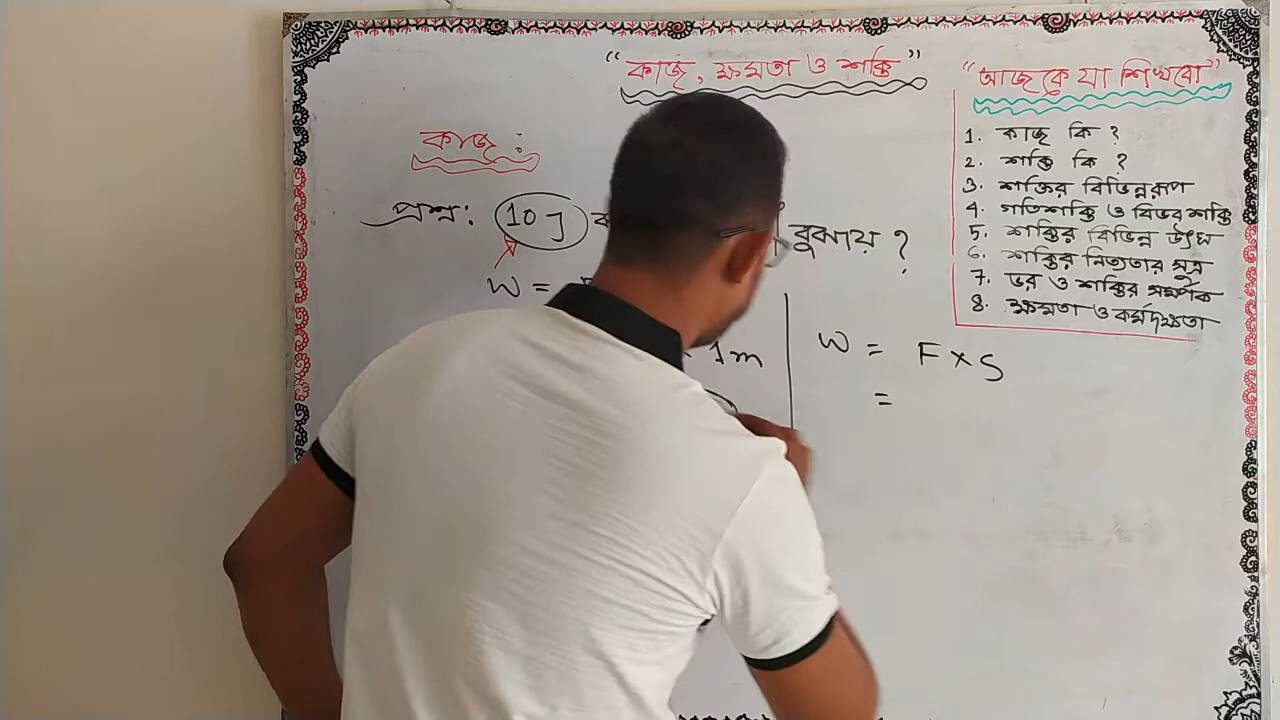 "কাজ, ক্ষমতা ও শক্তি"
"আজকে যা শিখবো"
1. কাজ কি ?
2. শক্তি কি ?
3. শক্তির বিভিন্নরূপ
4. গতিশক্তি ও বিভব শক্তি
5. শক্তির বিভিন্ন উৎস
6. শক্তির নিত্যতার সূত্র
7. ভর ও শক্তির সম্পর্ক
8. ক্ষমতা ও কর্মদক্ষতা
কাজ :
প্রশ্ন: 10 J বুঝায় ?
W =
1m
W = F × S
=